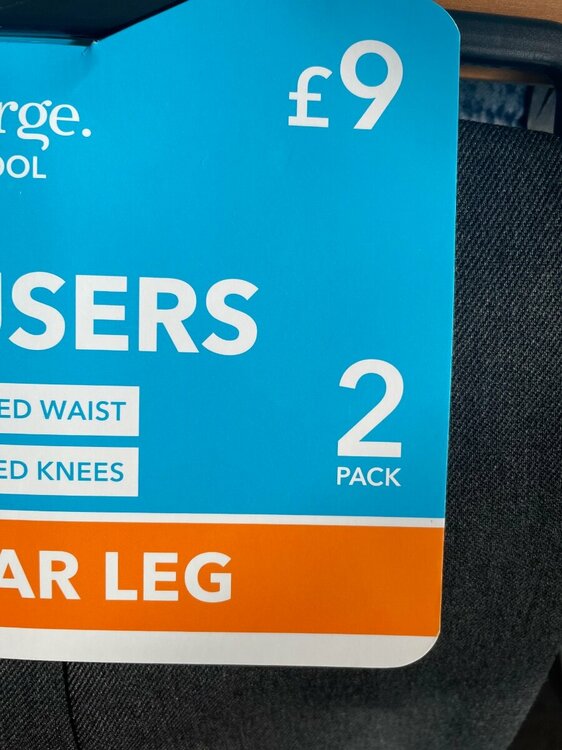 rge.
£9
OOL
USERS
ED WAIST
2
ED KNEES
PACK
AR LEG